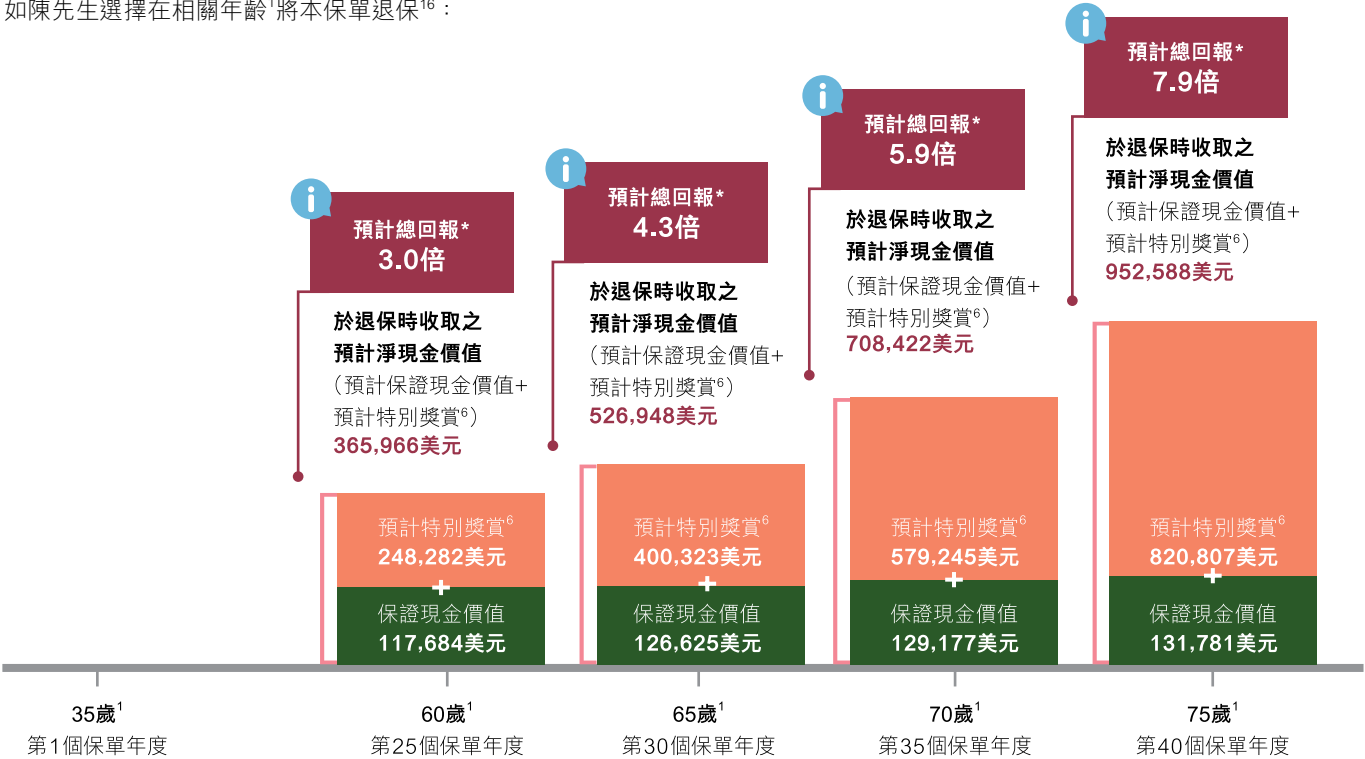 如陳先生選擇在相關年齡¹將本保單退保¹⁶：
預計總回報*
3.0倍
於退保時收取之
預計淨現金價值
（預計保證現金價值+
預計特別獎賞⁶）
365,966美元
預計特別獎賞⁶
248,282美元
+
保證現金價值
117,684美元
預計總回報*
4.3倍
於退保時收取之
預計淨現金價值
（預計保證現金價值+
預計特別獎賞⁶）
526,948美元
預計特別獎賞⁶
400,323美元
+
保證現金價值
126,625美元
預計總回報*
5.9倍
於退保時收取之
預計淨現金價值
（預計保證現金價值+
預計特別獎賞⁶）
708,422美元
預計特別獎賞⁶
579,245美元
+
保證現金價值
129,177美元
預計總回報*
7.9倍
於退保時收取之
預計淨現金價值
（預計保證現金價值+
預計特別獎賞⁶）
952,588美元
預計特別獎賞⁶
820,807美元
+
保證現金價值
131,781美元
35歲¹
第1個保單年度
60歲¹
第25個保單年度
65歲¹
第30個保單年度
70歲¹
第35個保單年度
75歲¹
第40個保單年度